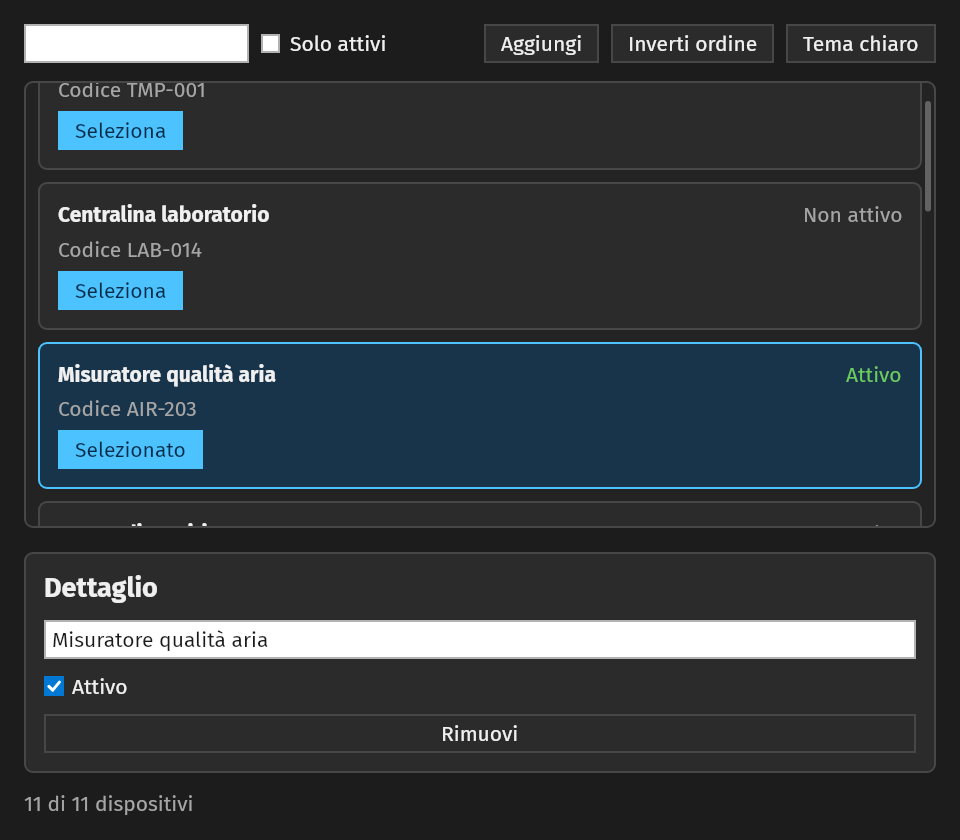 Solo attivi Aggiungi Inverti ordine Tema chiaro
Codice TMP-001
Seleziona
Centralina laboratorio Non attivo
Codice LAB-014
Seleziona
Misuratore qualità aria Attivo
Codice AIR-203
Selezionato
Dettaglio
Misuratore qualità aria
Attivo
Rimuovi
11 di 11 dispositivi